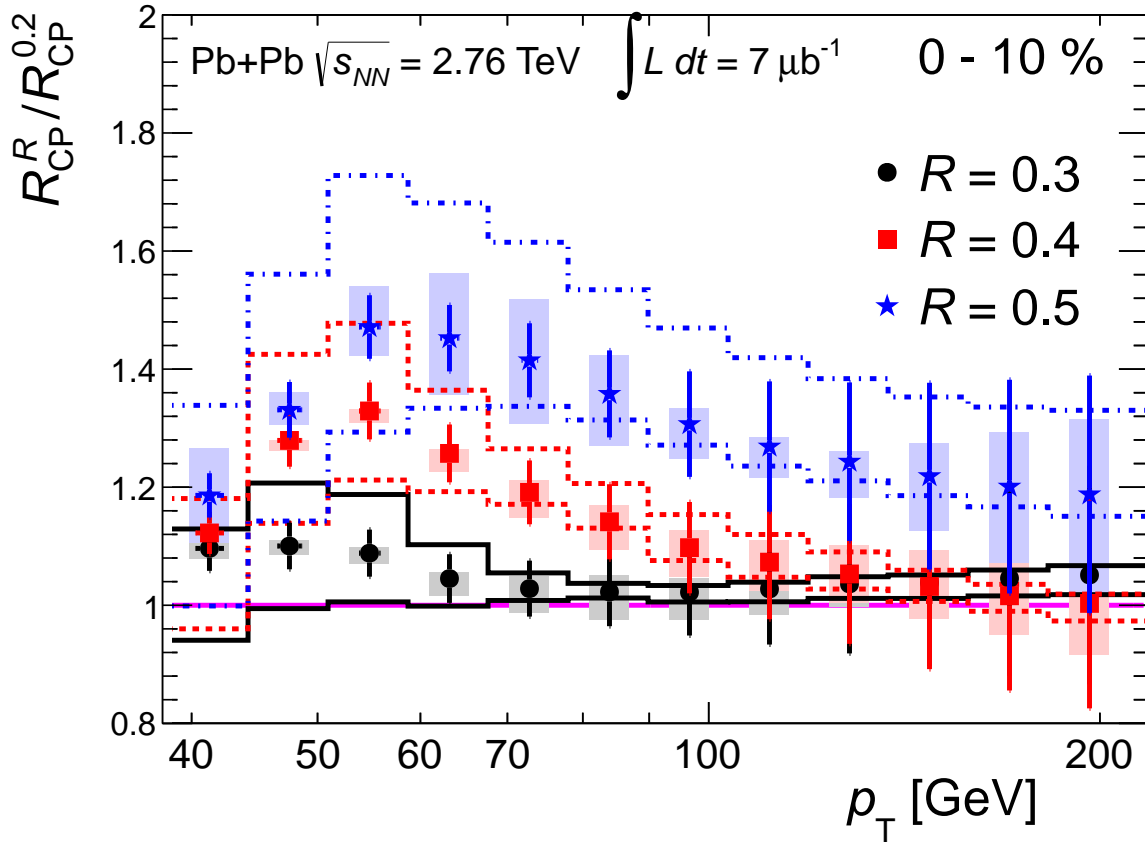 R_CP^R / R_CP^0.2
2
1.8
1.6
1.4
1.2
1
0.8
Pb+Pb √s_NN = 2.76 TeV ∫ L dt = 7 μb^-1 0 - 10 %
R = 0.3
R = 0.4
R = 0.5
40 50 60 70 100 200
p_T [GeV]